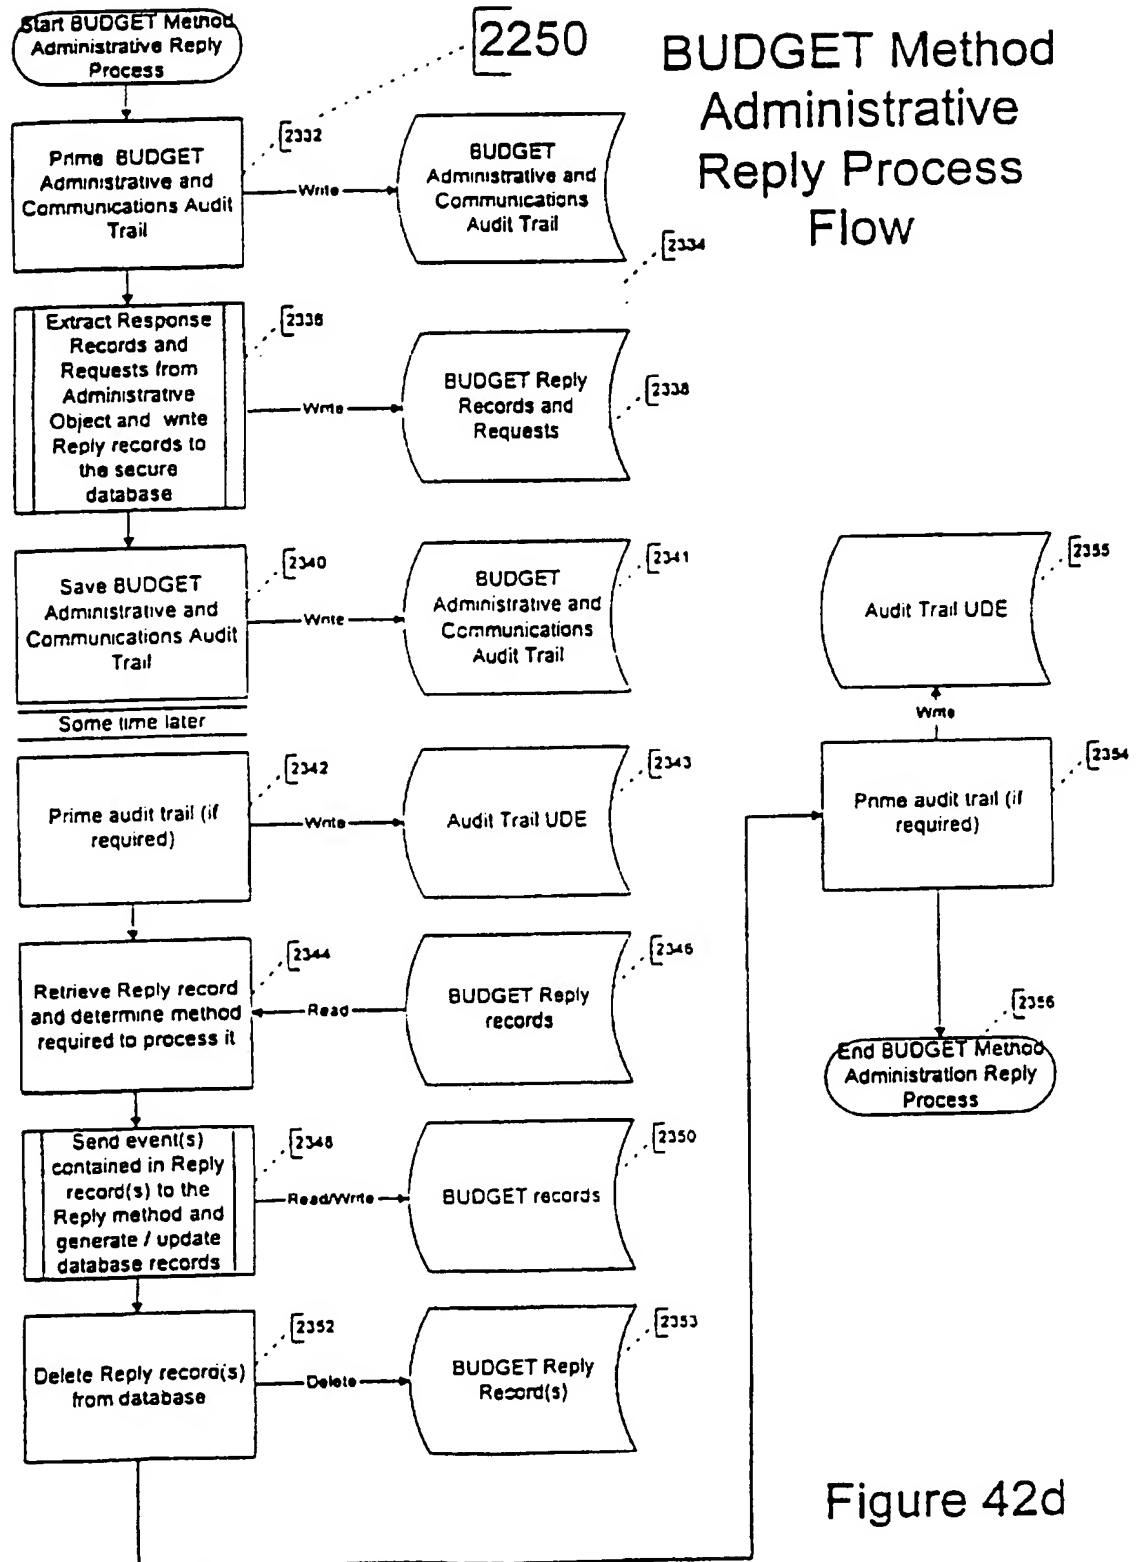 Start BUDGET Method
Administrative Reply
Process
2250
BUDGET Method
Administrative
Reply Process
Flow
Prime BUDGET
Administrative and
Communications Audit
Trail
2332
Write
BUDGET
Administrative and
Communications
Audit Trail
2334
Extract Response
Records and
Requests from
Administrative
Object and write
Reply records to
the secure
database
2336
Write
BUDGET Reply
Records and
Requests
2338
Save BUDGET
Administrative and
Communications Audit
Trail
2340
Write
BUDGET
Administrative and
Communications
Audit Trail
2341
Some time later
Prime audit trail (if
required)
2342
Write
Audit Trail UDE
2343
Retrieve Reply record
and determine method
required to process it
2344
Read
BUDGET Reply
records
2346
Send event(s)
contained in Reply
record(s) to the
Reply method and
generate / update
database records
2348
Read/Write
BUDGET records
2350
Delete Reply record(s)
from database
2352
Delete
BUDGET Reply
Record(s)
2353
Audit Trail UDE
2355
Write
Prime audit trail (if
required)
2354
End BUDGET Method
Administration Reply
Process
2356
Figure 42d